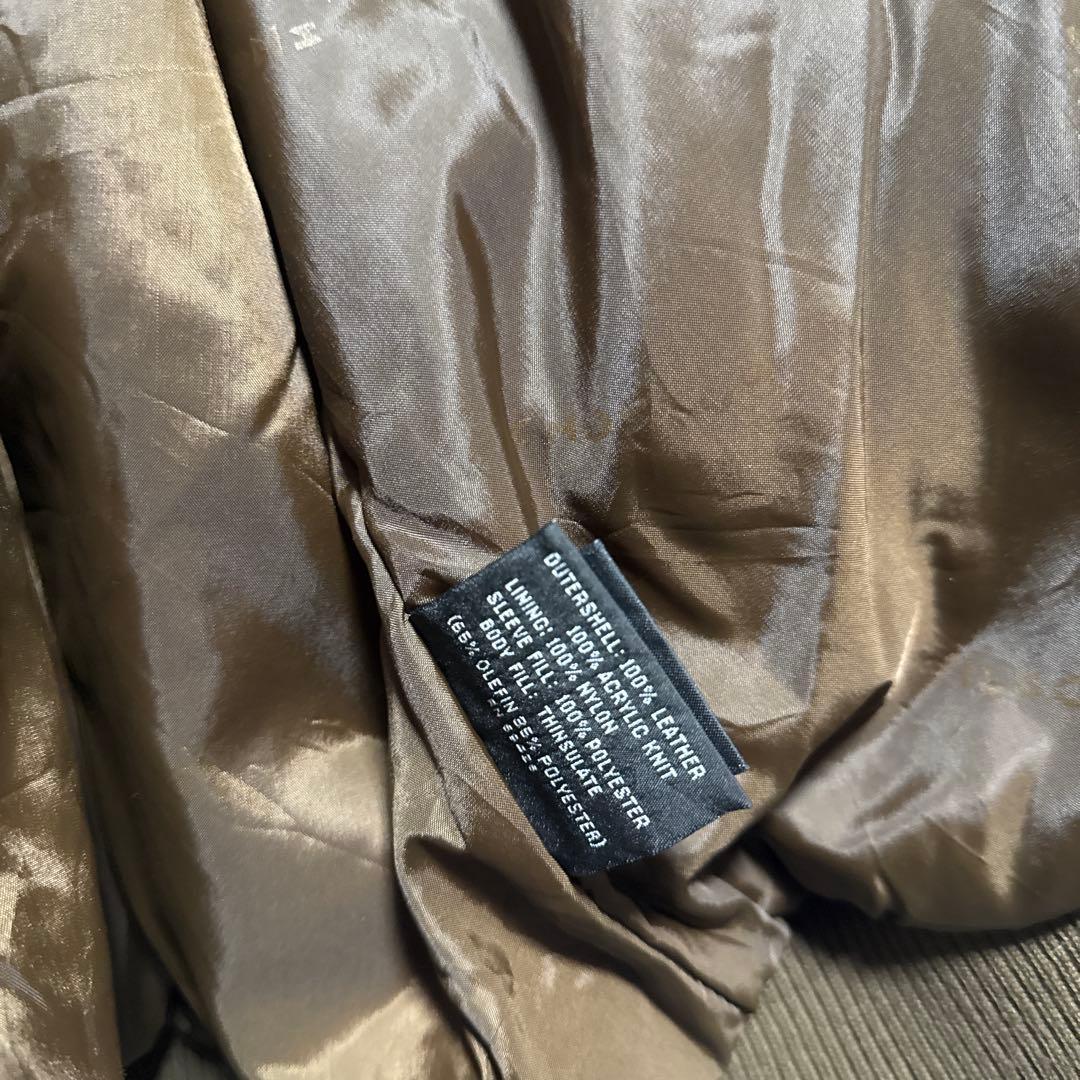 OUTERSHELL: 100% LEATHER
100% ACRYLIC KNIT
LINING: 100% NYLON
SLEEVE FILL: 100% POLYESTER
BODY FILL: THINSULATE
(65% OLEFIN 35% POLYESTER)